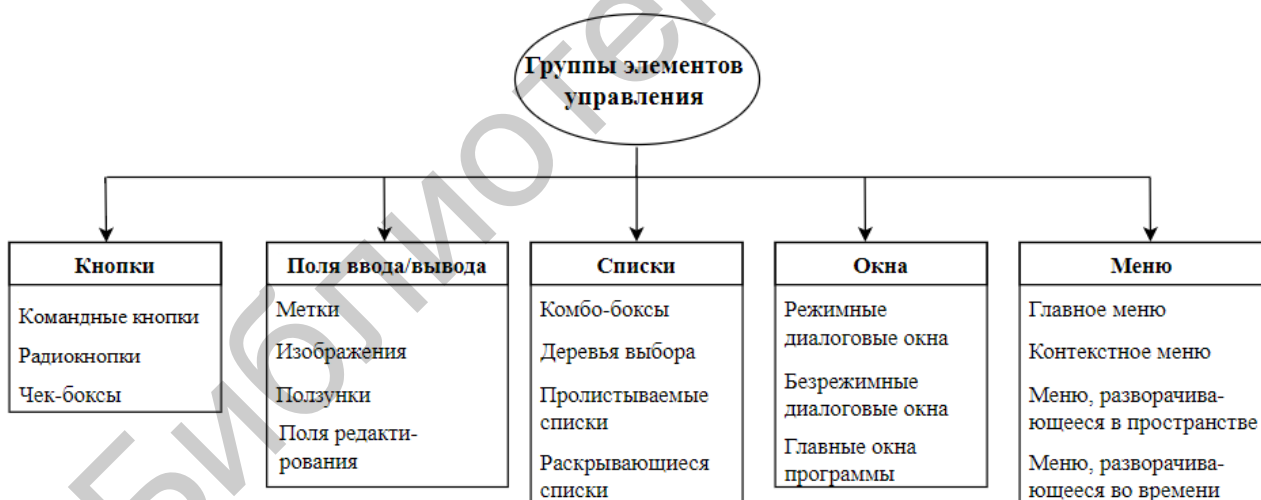 Группы элементов
управления
Кнопки
Командные кнопки
Радиокнопки
Чек-боксы
Поля ввода/вывода
Метки
Изображения
Ползунки
Поля редакти-
рования
Списки
Комбо-боксы
Деревья выбора
Пролистываемые
списки
Раскрывающиеся
списки
Окна
Режимные
диалоговые окна
Безрежимные
диалоговые окна
Главные окна
программы
Меню
Главное меню
Контекстное меню
Меню, разворачива-
ющееся в пространстве
Меню, разворачива-
ющееся во времени